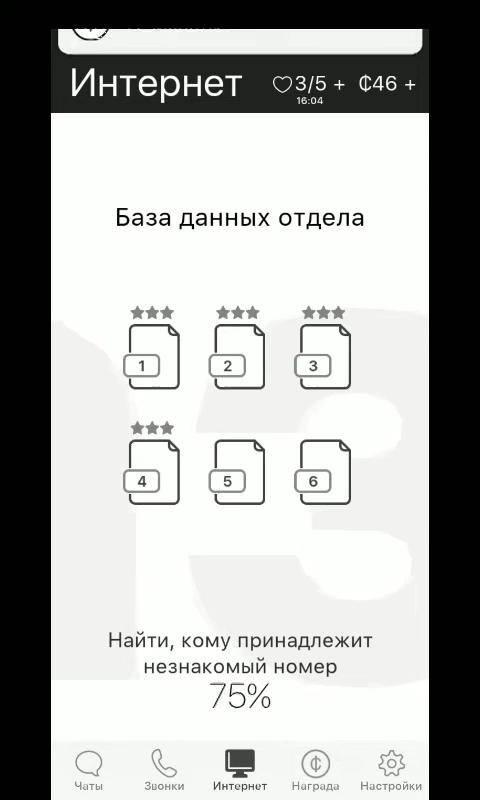 Интернет
3/5 + ₵46 +
16:04
База данных отдела
1 2 3
4 5 6
Найти, кому принадлежит
незнакомый номер
75%
Чаты Звонки Интернет Награда Настройки